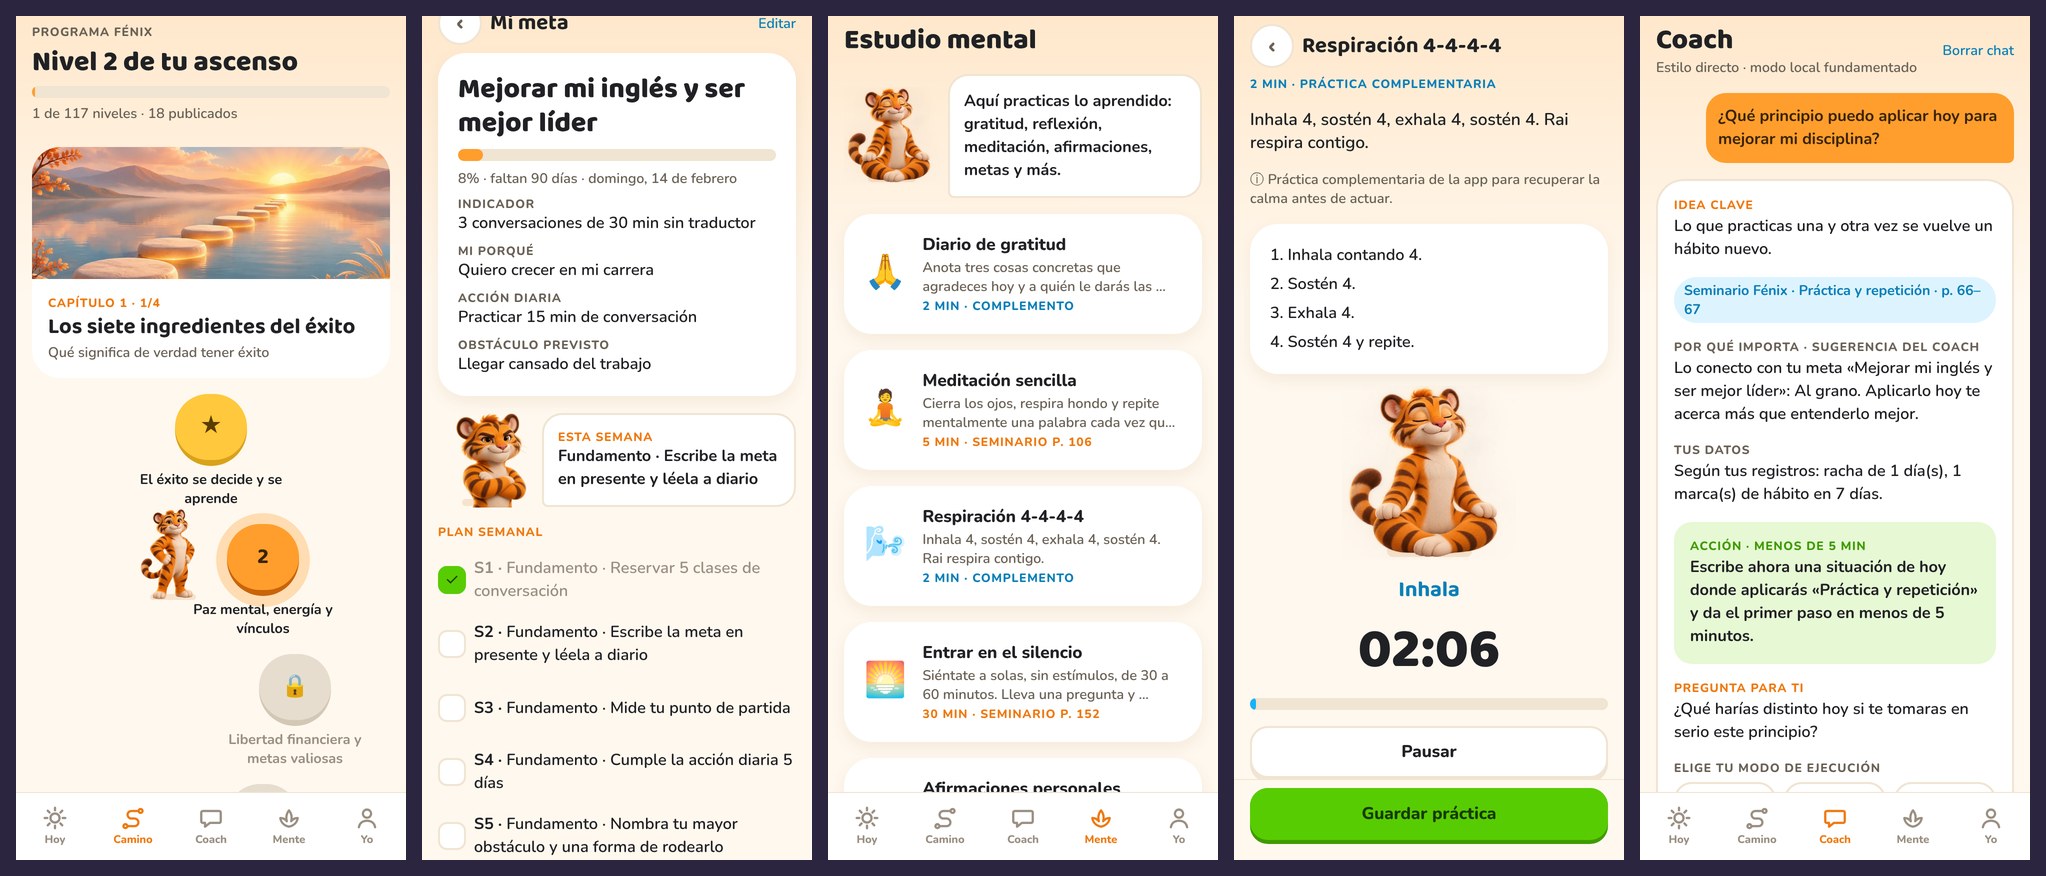 PROGRAMA FÉNIX
Nivel 2 de tu ascenso
1 de 117 niveles · 18 publicados
CAPÍTULO 1 · 1/4
Los siete ingredientes del éxito
Qué significa de verdad tener éxito
★
El éxito se decide y se
aprende
2
Paz mental, energía y
vínculos
Libertad financiera y
metas valiosas
Hoy
Camino
Coach
Mente
Yo
Mi meta
Editar
Mejorar mi inglés y ser
mejor líder
8% · faltan 90 días · domingo, 14 de febrero
INDICADOR
3 conversaciones de 30 min sin traductor
MI PORQUÉ
Quiero crecer en mi carrera
ACCIÓN DIARIA
Practicar 15 min de conversación
OBSTÁCULO PREVISTO
Llegar cansado del trabajo
ESTA SEMANA
Fundamento · Escribe la meta
en presente y léela a diario
PLAN SEMANAL
S1 · Fundamento · Reservar 5 clases de
conversación
S2 · Fundamento · Escribe la meta en
presente y léela a diario
S3 · Fundamento · Mide tu punto de partida
S4 · Fundamento · Cumple la acción diaria 5
días
S5 · Fundamento · Nombra tu mayor
obstáculo y una forma de rodearlo
Estudio mental
Aquí practicas lo aprendido:
gratitud, reflexión,
meditación, afirmaciones,
metas y más.
Diario de gratitud
Anota tres cosas concretas que
agradeces hoy y a quién le darás las ...
2 MIN · COMPLEMENTO
Meditación sencilla
Cierra los ojos, respira hondo y repite
mentalmente una palabra cada vez qu...
5 MIN · SEMINARIO P. 106
Respiración 4-4-4-4
Inhala 4, sostén 4, exhala 4, sostén 4.
Rai respira contigo.
2 MIN · COMPLEMENTO
Entrar en el silencio
Siéntate a solas, sin estímulos, de 30 a
60 minutos. Lleva una pregunta y ...
30 MIN · SEMINARIO P. 152
Afirmaciones personales
Hoy
Camino
Coach
Mente
Yo
Respiración 4-4-4-4
2 MIN · PRÁCTICA COMPLEMENTARIA
Inhala 4, sostén 4, exhala 4, sostén 4. Rai
respira contigo.
ⓘ Práctica complementaria de la app para recuperar la
calma antes de actuar.
1. Inhala contando 4.
2. Sostén 4.
3. Exhala 4.
4. Sostén 4 y repite.
Inhala
02:06
Pausar
Guardar práctica
Coach
Borrar chat
Estilo directo · modo local fundamentado
¿Qué principio puedo aplicar hoy para
mejorar mi disciplina?
IDEA CLAVE
Lo que practicas una y otra vez se vuelve un
hábito nuevo.
Seminario Fénix · Práctica y repetición · p. 66–
67
POR QUÉ IMPORTA · SUGERENCIA DEL COACH
Lo conecto con tu meta «Mejorar mi inglés y
ser mejor líder»: Al grano. Aplicarlo hoy te
acerca más que entenderlo mejor.
TUS DATOS
Según tus registros: racha de 1 día(s), 1
marca(s) de hábito en 7 días.
ACCIÓN · MENOS DE 5 MIN
Escribe ahora una situación de hoy
donde aplicarás «Práctica y repetición»
y da el primer paso en menos de 5
minutos.
PREGUNTA PARA TI
¿Qué harías distinto hoy si te tomaras en
serio este principio?
ELIGE TU MODO DE EJECUCIÓN
Hoy
Camino
Coach
Mente
Yo